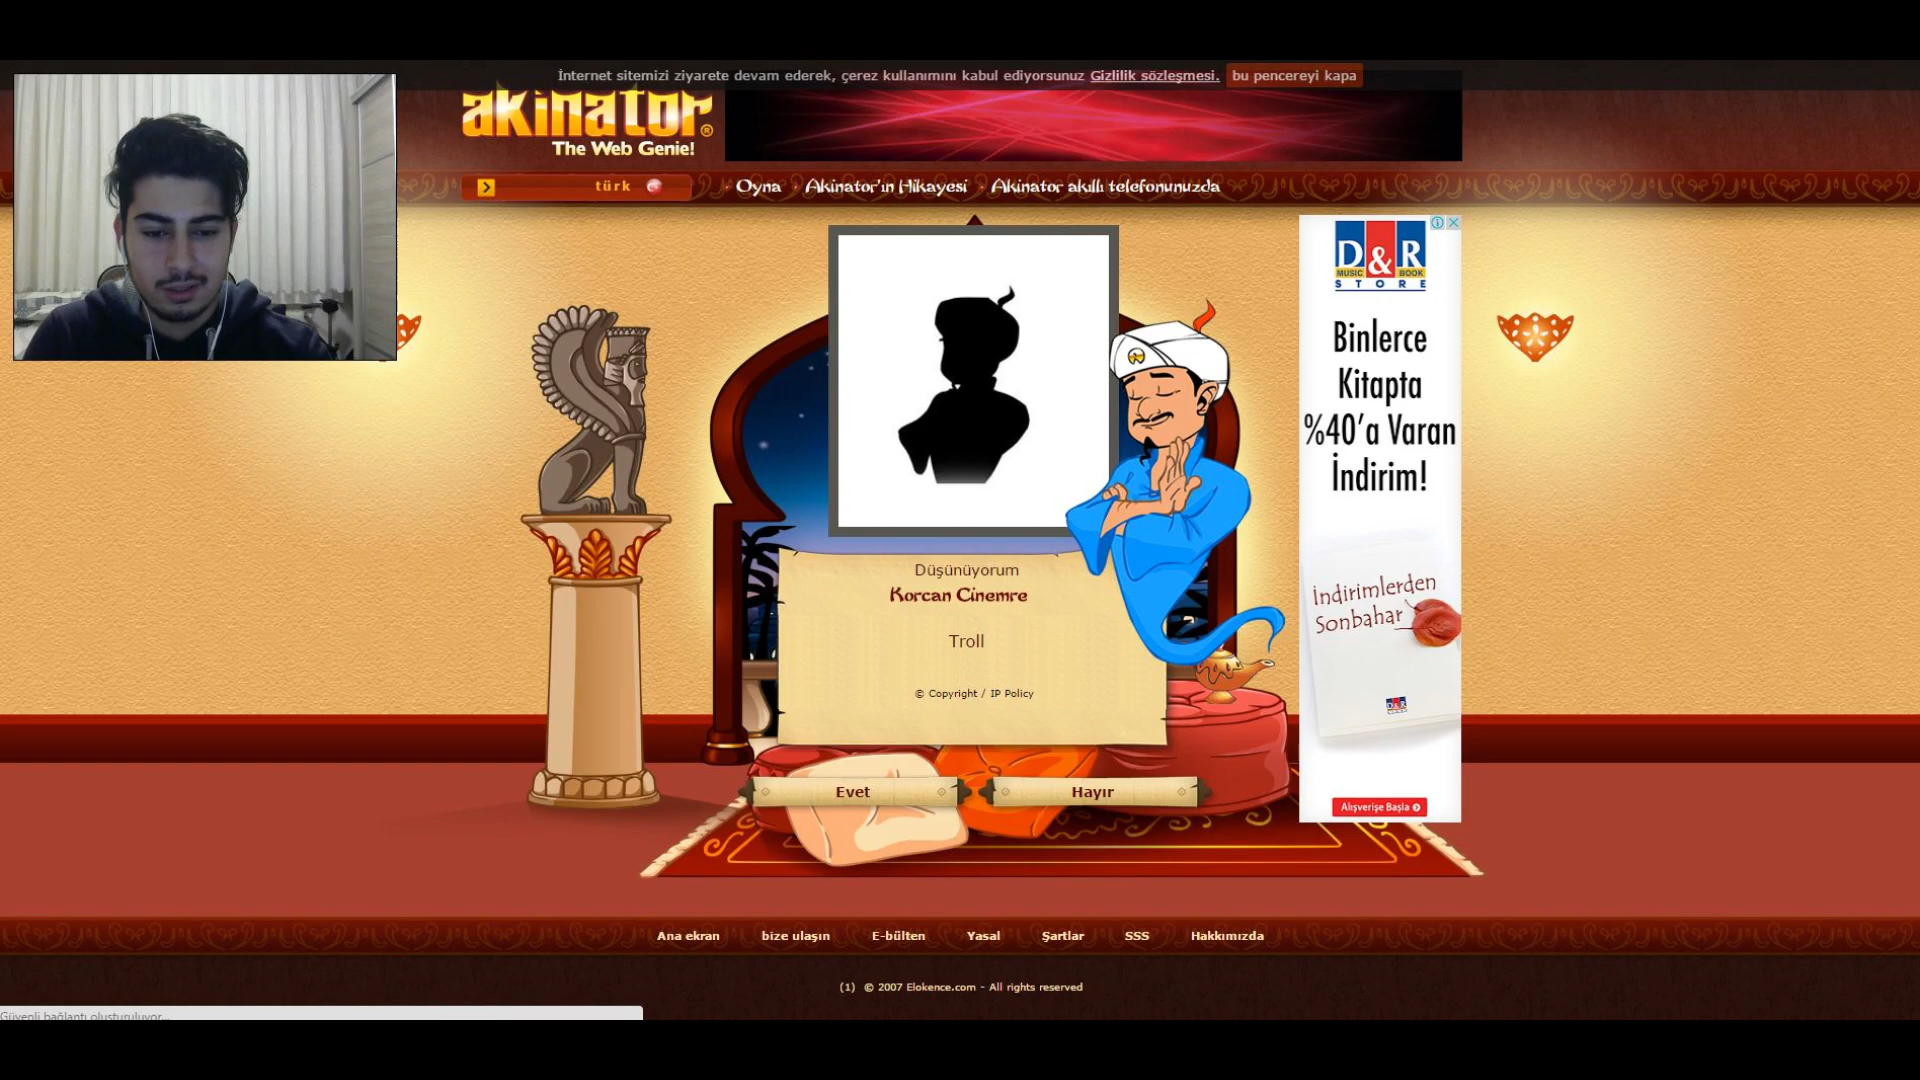 İnternet sitemizi ziyarete devam ederek, çerez kullanımını kabul ediyorsunuz Gizlilik sözleşmesi. bu pencereyi kapa
akinator®
The Web Genie!
türk
Oyna
Akinator'ın Hikayesi
Akinator akıllı telefonunuzda
D&R
MUSIC BOOK
STORE
Binlerce
Kitapta
%40'a Varan
İndirim!
İndirimlerden
Sonbahar
D&R
Alışverişe Başla
Düşünüyorum
Korcan Cinemre
Troll
© Copyright / IP Policy
Evet
Hayır
Ana ekran
bize ulaşın
E-bülten
Yasal
Şartlar
SSS
Hakkımızda
(1) © 2007 Elokence.com - All rights reserved
Güvenli bağlantı oluşturuluyor...